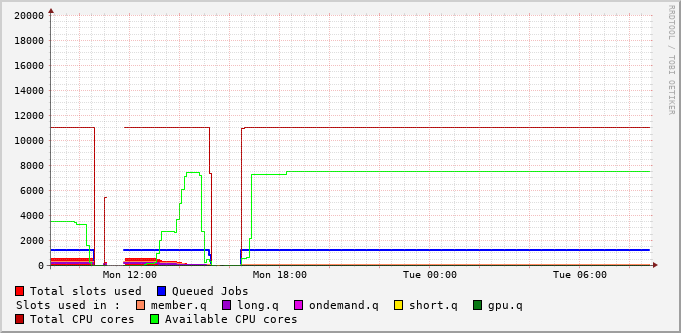 20000
18000
16000
14000
12000
10000
8000
6000
4000
2000
0
Mon 12:00 Mon 18:00 Tue 00:00 Tue 06:00
RRDTOOL / TOBI OETIKER
Total slots used Queued Jobs
Slots used in : member.q long.q ondemand.q short.q gpu.q
Total CPU cores Available CPU cores